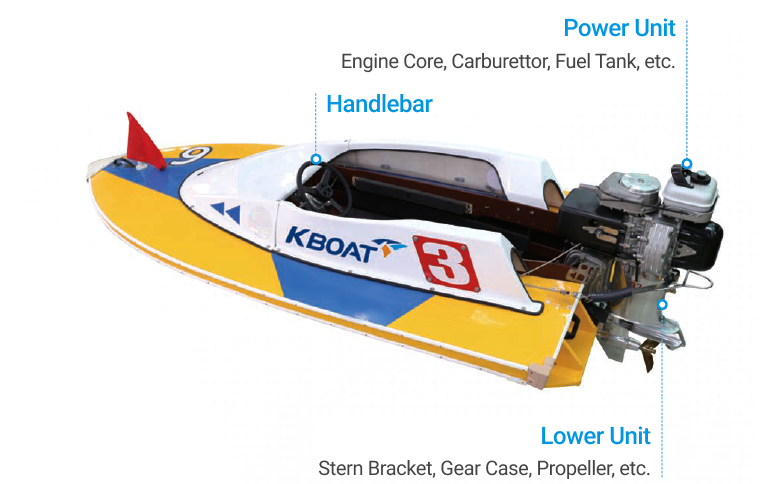 Power Unit
Engine Core, Carburettor, Fuel Tank, etc.
Handlebar
9
KBOAT
3
Lower Unit
Stern Bracket, Gear Case, Propeller, etc.